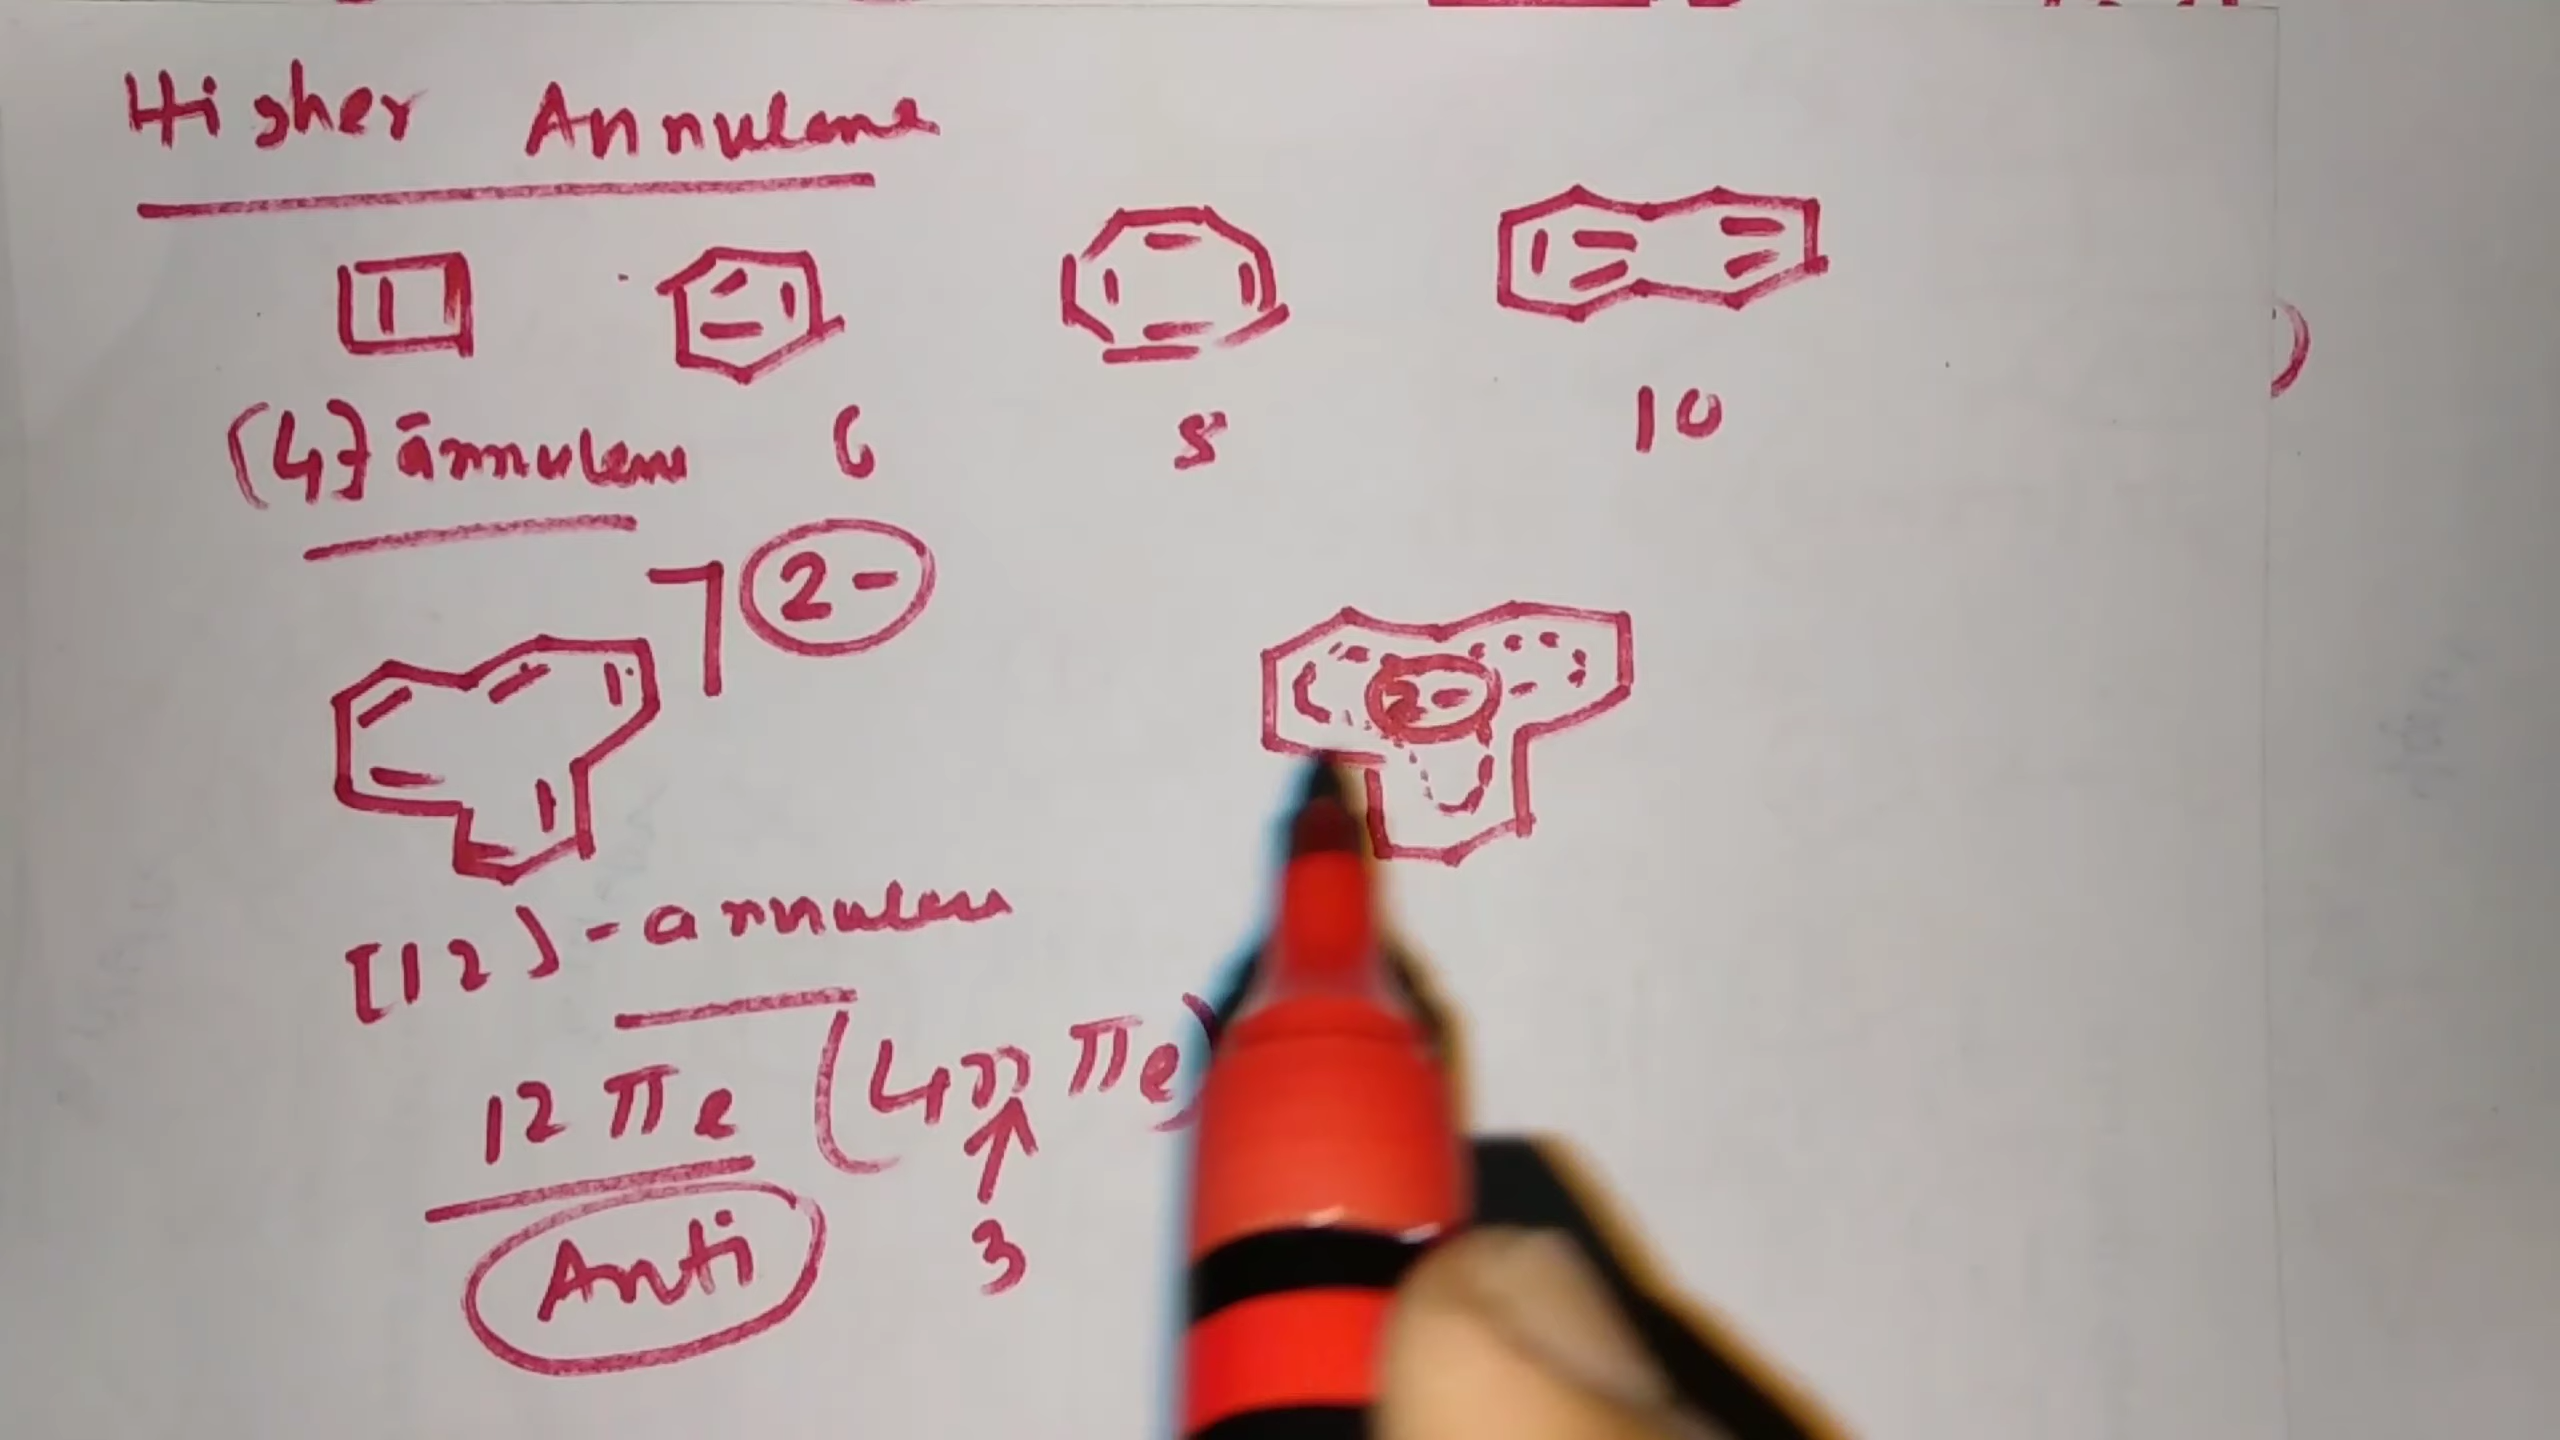 Higher Annulene
[4] annulene 6 8 10
2-
2-
[12]-annulene
12 πe (4n πe)
3
Anti